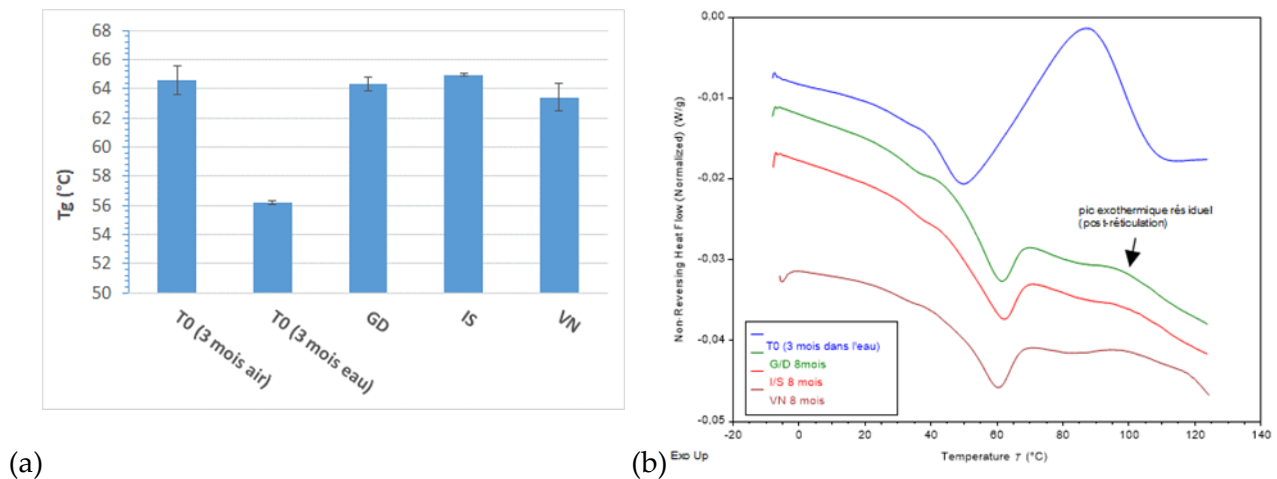 68
66
64
62
60
58
56
54
52
50
Tg (°C)
T0 (3 mois air)
T0 (3 mois eau)
GD
IS
VN
(a)
0,00
-0,01
-0,02
-0,03
-0,04
-0,05
Non-Reversing Heat Flow (Normalized) (W/g)
pic exothermique résiduel
(post-réticulation)
T0 (3 mois dans l'eau)
G/D 8mois
I/S 8 mois
VN 8 mois
-20 0 20 40 60 80 100 120 140
Exo Up
Temperature T (°C)
(b)